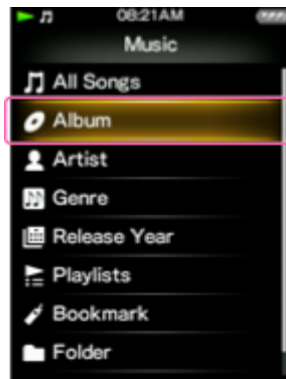 08:21AM
Music
All Songs
Album
Artist
Genre
Release Year
Playlists
Bookmark
Folder